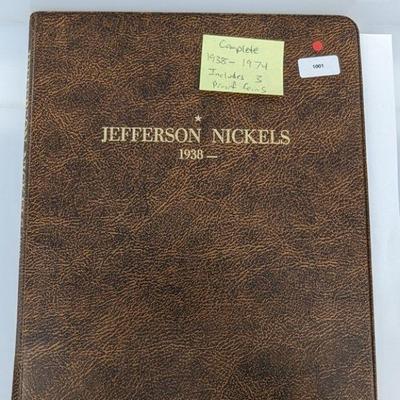 Complete
1938 - 1974
Includes 3
Proof Coins
1001
JEFFERSON NICKELS
1938 —